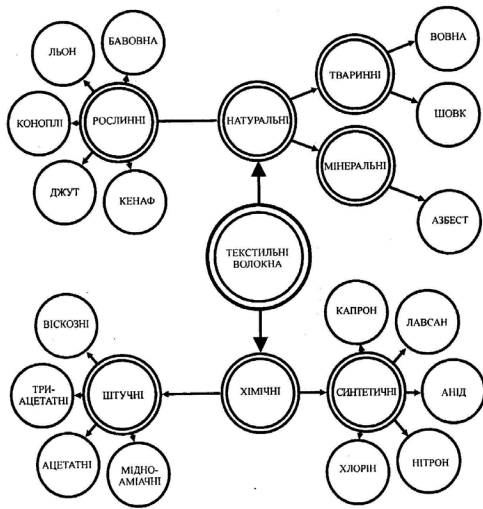 БАВОВНА
ЛЬОН
КОНОПЛІ
РОСЛИННІ
ДЖУТ
КЕНАФ
НАТУРАЛЬНІ
ТВАРИННІ
ВОВНА
ШОВК
МІНЕРАЛЬНІ
АЗБЕСТ
ТЕКСТИЛЬНІ
ВОЛОКНА
ВІСКОЗНІ
ТРИ-
АЦЕТАТНІ
ШТУЧНІ
АЦЕТАТНІ
МІДНО-
АМІАЧНІ
ХІМІЧНІ
КАПРОН
ЛАВСАН
СИНТЕТИЧНІ
АНІД
ХЛОРІН
НІТРОН